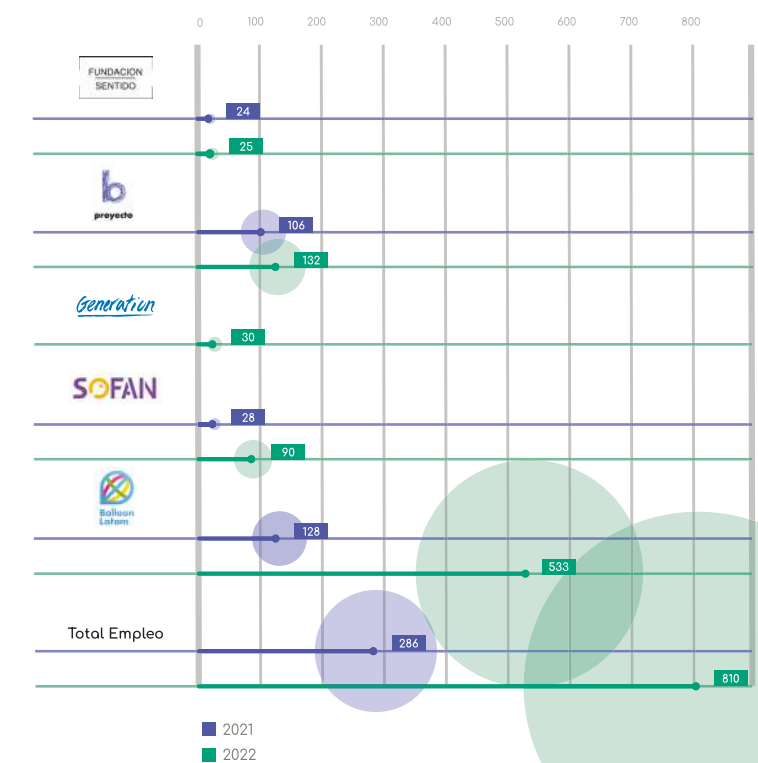 0 100 200 300 400 500 600 700 800
FUNDACION
SENTIDO
24
25
b
proyecto
106
132
Generation
30
SOFAN
28
90
Balloon
Latam
128
533
Total Empleo
286
810
2021
2022